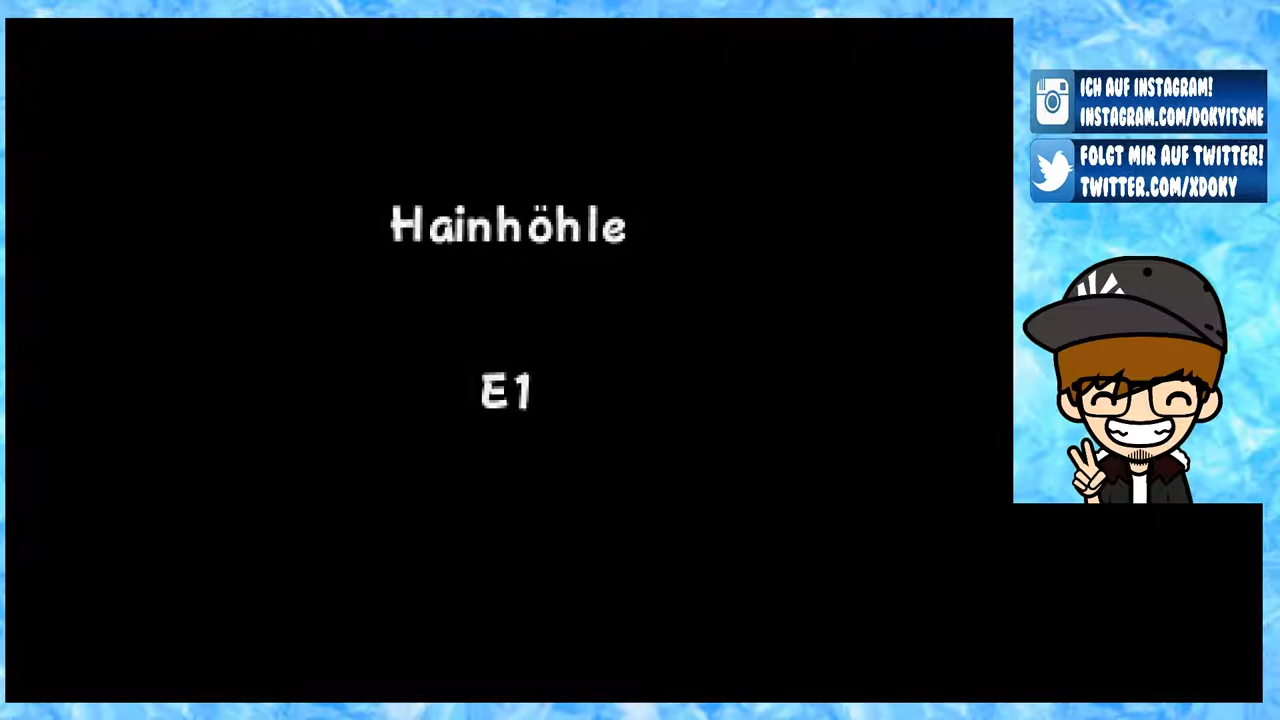 Hainhöhle
E1
ICH AUF INSTAGRAM!
INSTAGRAM.COM/DOKYITSME
FOLGT MIR AUF TWITTER!
TWITTER.COM/XDOKY